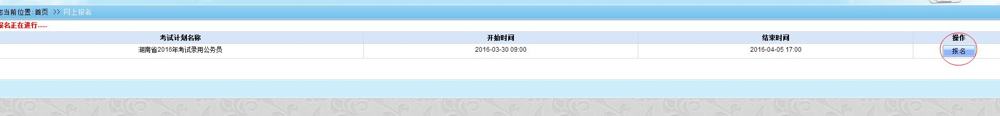 您当前位置:首页 >> 网上报名
报名正在进行......
考试计划名称 开始时间 结束时间 操作
湖南省2016年考试录用公务员 2016-03-30 09:00 2016-04-05 17:00 报名